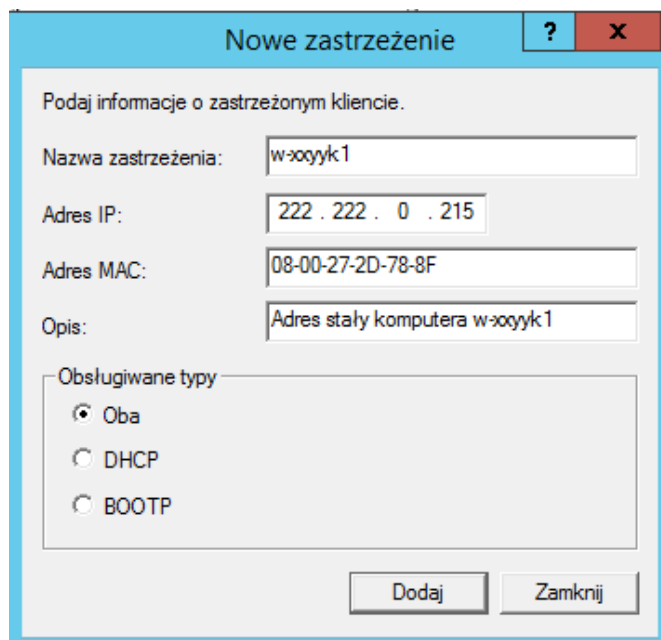 Nowe zastrzeżenie
? x
Podaj informacje o zastrzeżonym kliencie.
Nazwa zastrzeżenia: w-xxyyk1
Adres IP: 222 . 222 . 0 . 215
Adres MAC: 08-00-27-2D-78-8F
Opis: Adres stały komputera w-xxyyk1
Obsługiwane typy
Oba
DHCP
BOOTP
Dodaj Zamknij